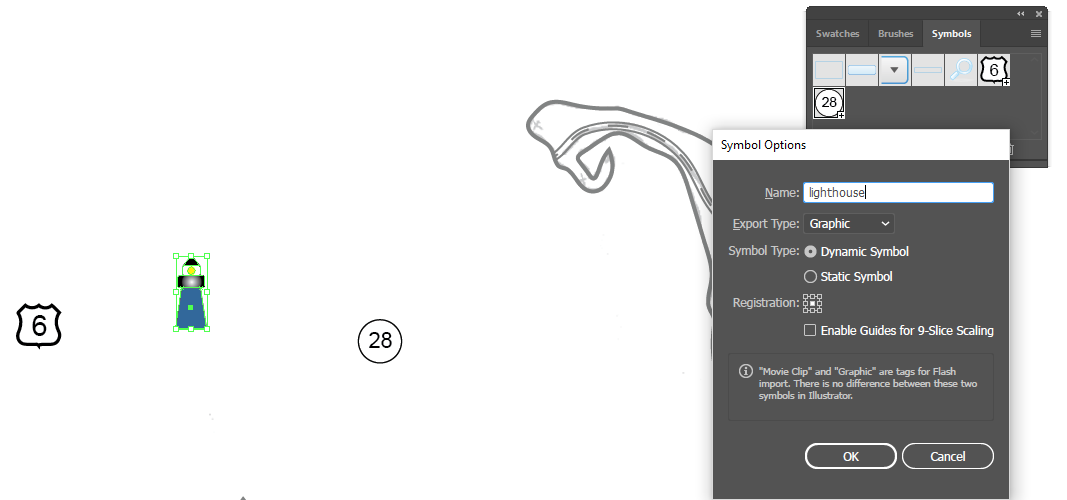 Swatches Brushes Symbols
6
28
Symbol Options
Name: lighthouse
Export Type: Graphic
Symbol Type: Dynamic Symbol
Static Symbol
Registration:
Enable Guides for 9-Slice Scaling
"Movie Clip" and "Graphic" are tags for Flash
import. There is no difference between these two
symbols in Illustrator.
OK Cancel
6
28